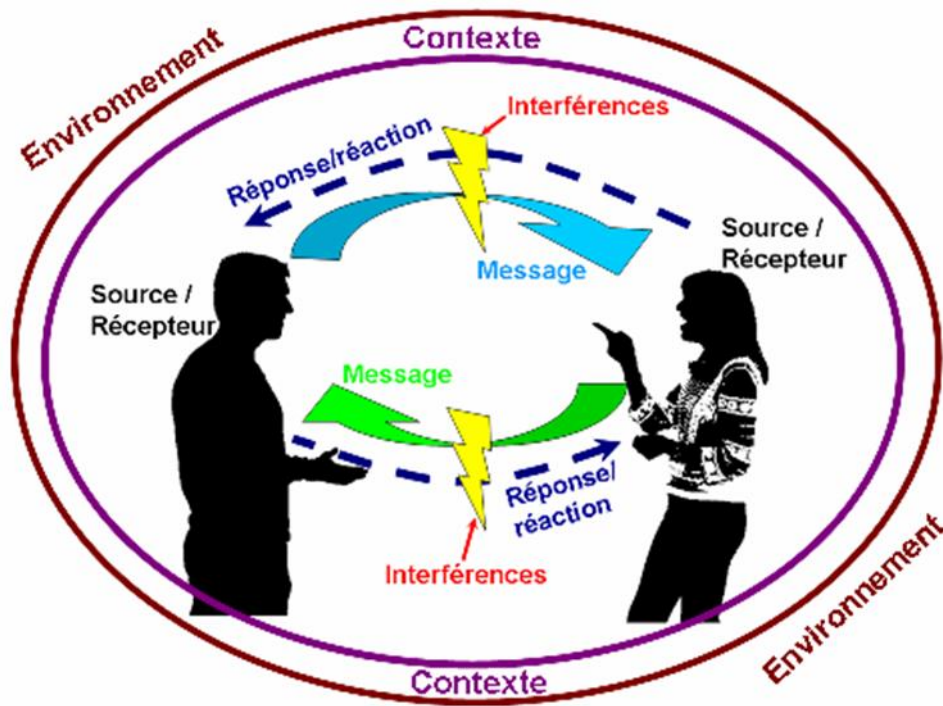 Contexte
Environnement
Interférences
Réponse/réaction
Message
Source /
Récepteur
Source /
Récepteur
Message
Réponse/
réaction
Interférences
Environnement
Contexte